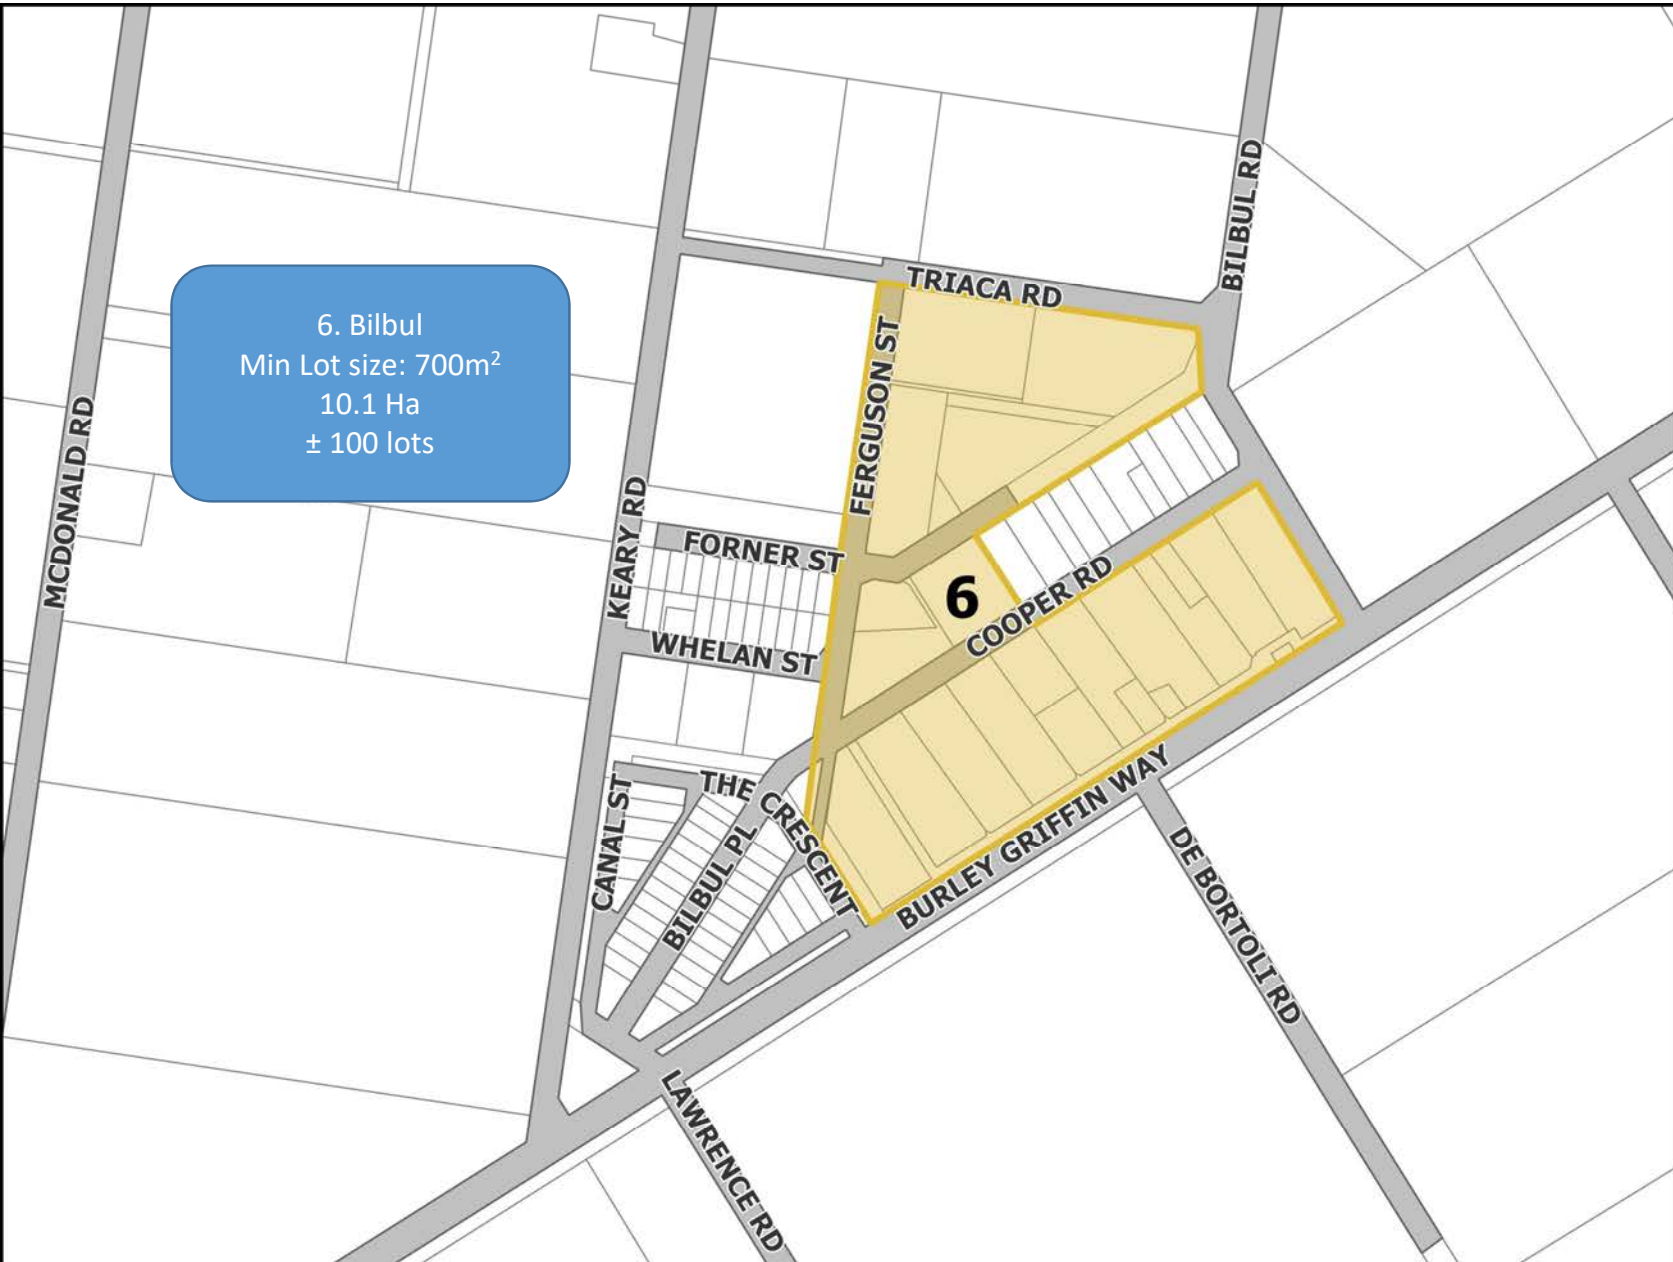 BILBUL RD
TRIACA RD
6. Bilbul
Min Lot size: 700m²
10.1 Ha
± 100 lots
FERGUSON ST
MCDONALD RD
KEARY RD
FORNER ST
6
COOPER RD
WHELAN ST
THE CRESCENT
CANAL ST
BILBUL PL
BURLEY GRIFFIN WAY
DE BORTOLI RD
LAWRENCE RD